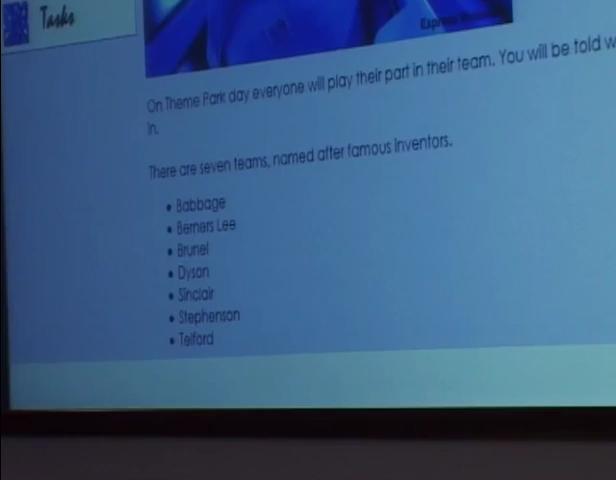 Tasks
On Theme Park day everyone will play their part in their team. You will be told
in.
There are seven teams, named after famous inventors.
• Babbage
• Berners Lee
• Brunel
• Dyson
• Sinclair
• Stephenson
• Telford